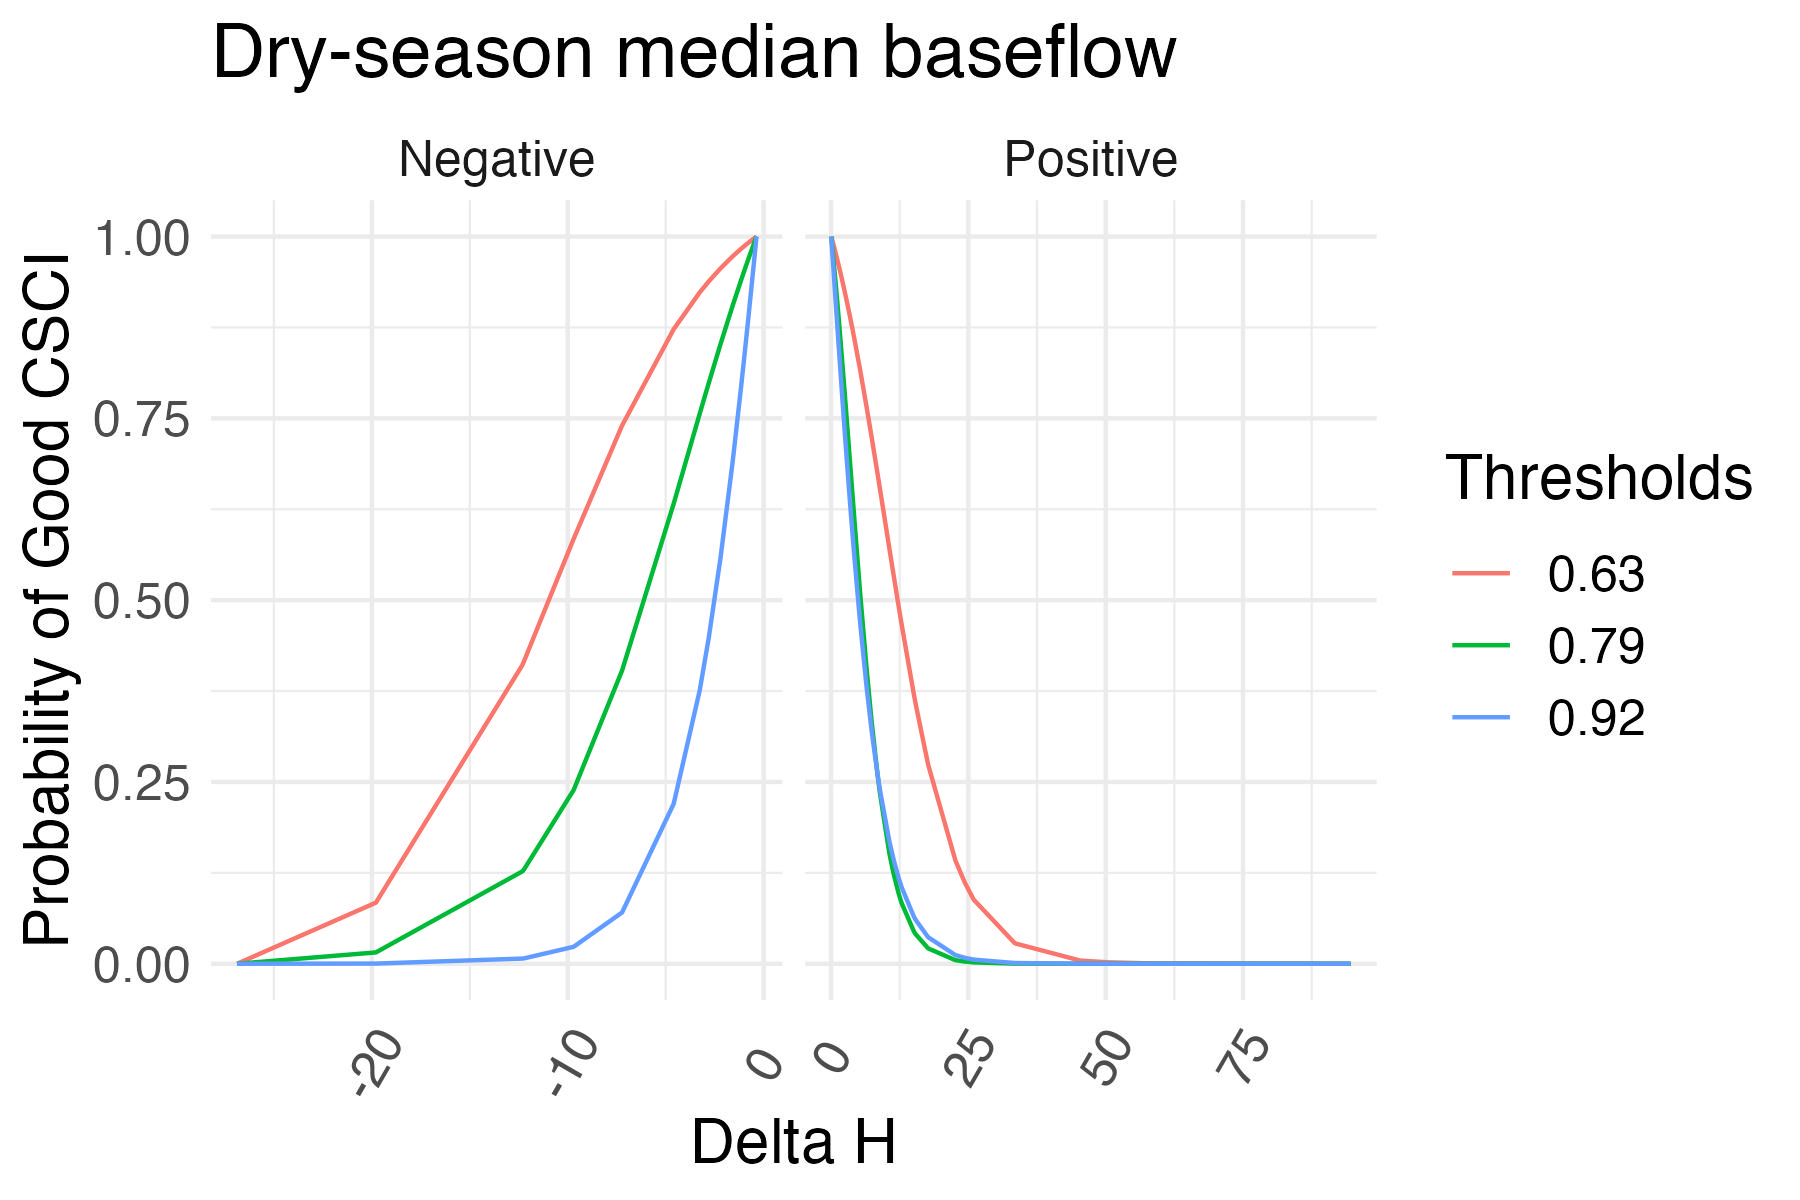 Dry-season median baseflow
Negative
Positive
Probability of Good CSCI
1.00
0.75
0.50
0.25
0.00
-20
-10
0
0
25
50
75
Delta H
Thresholds
0.63
0.79
0.92